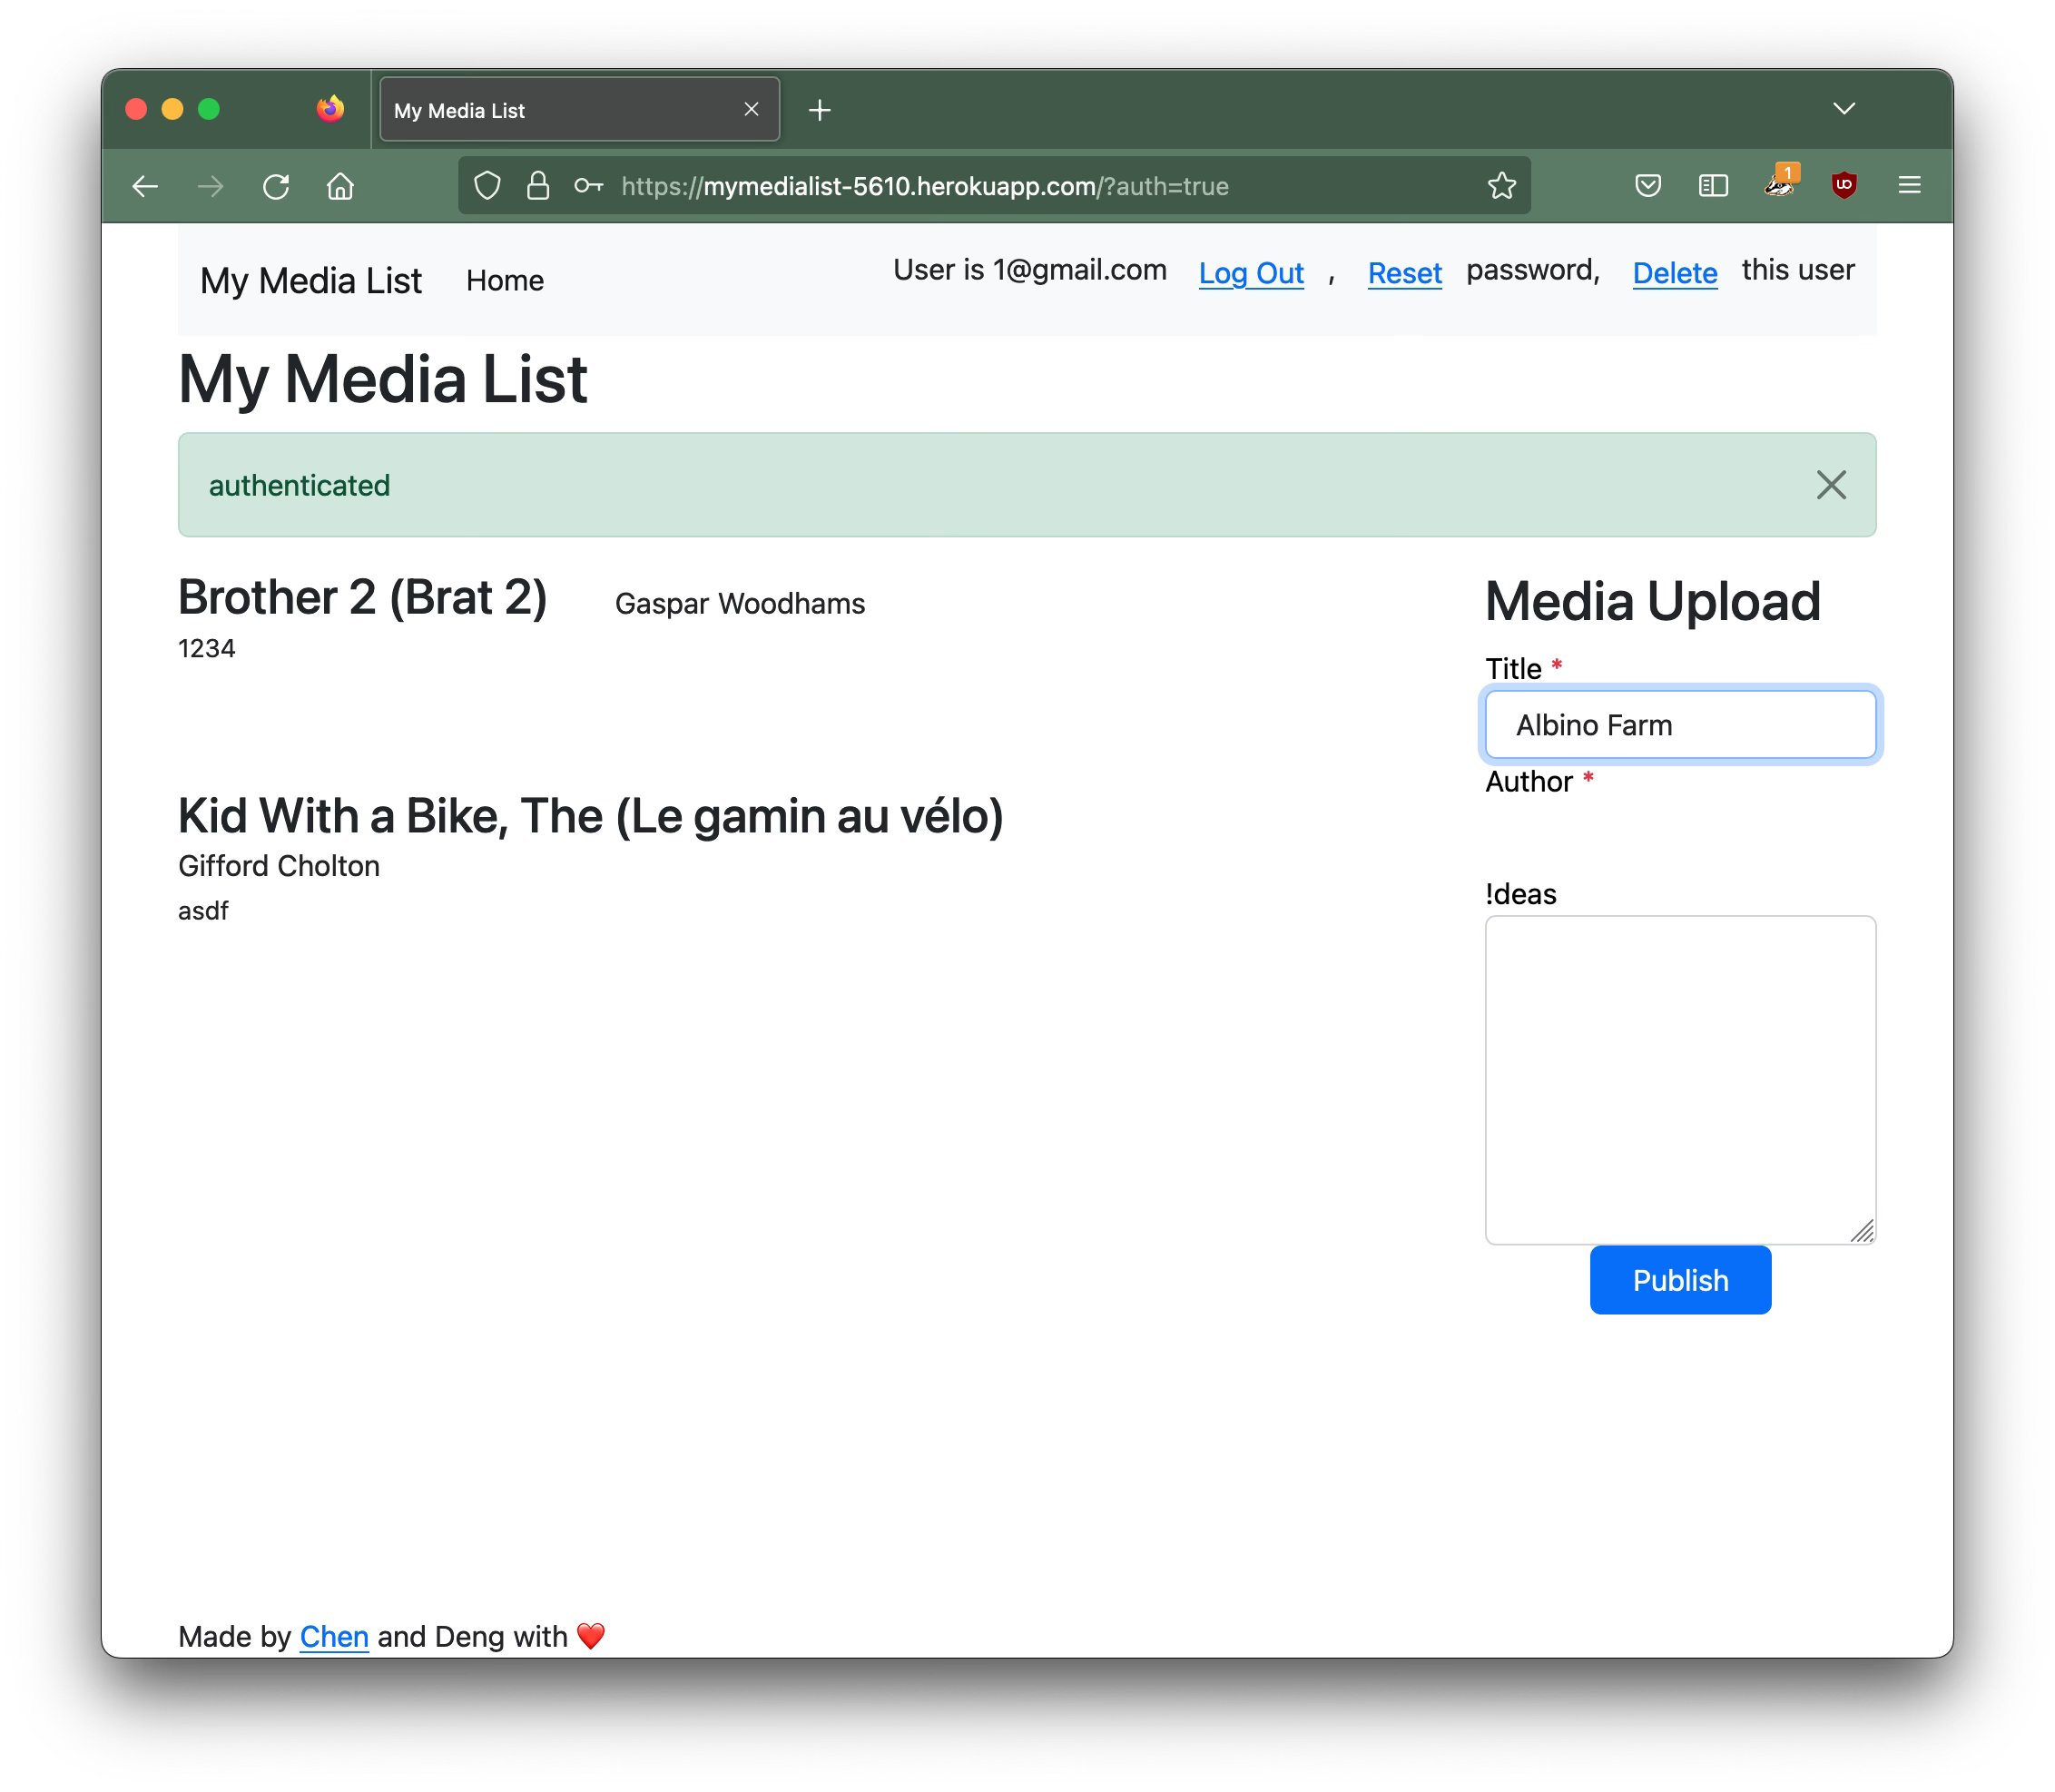 My Media List
https://mymedialist-5610.herokuapp.com/?auth=true
1
My Media List Home User is 1@gmail.com Log Out , Reset password, Delete this user
My Media List
authenticated
Brother 2 (Brat 2) Gaspar Woodhams
1234
Kid With a Bike, The (Le gamin au vélo)
Gifford Cholton
asdf
Media Upload
Title *
Albino Farm
Author *
!deas
Publish
Made by Chen and Deng with ❤️